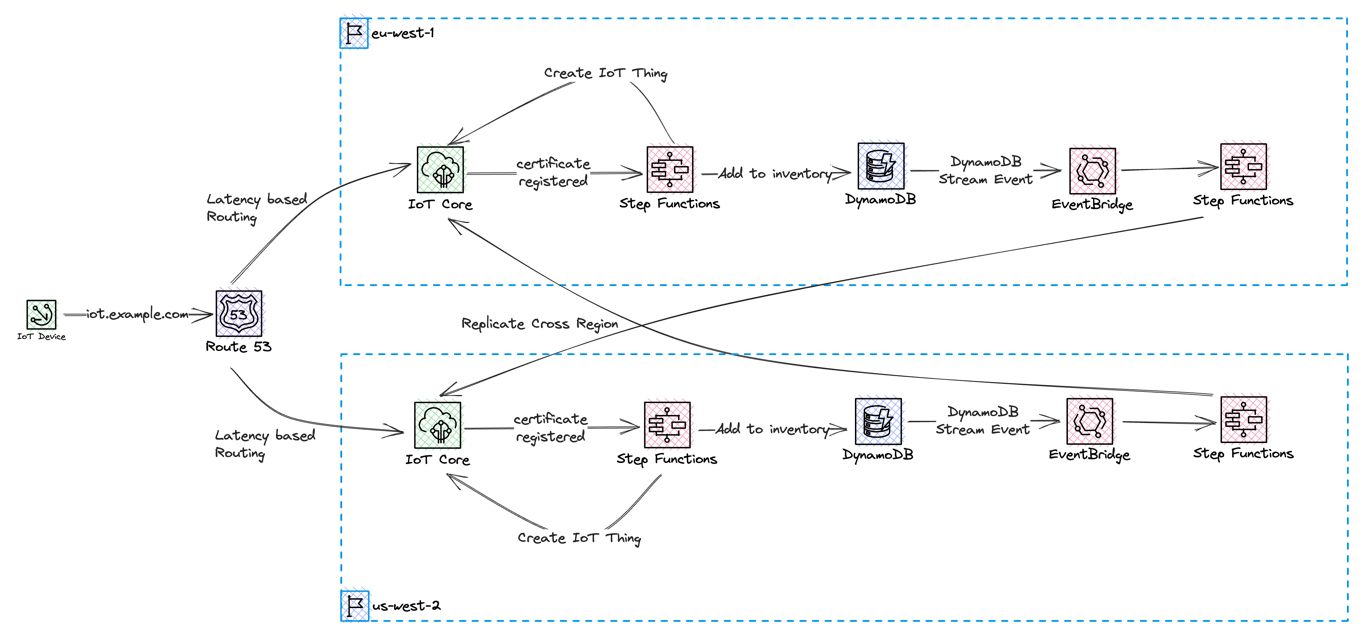 eu-west-1
Create IoT Thing
certificate
registered
Add to inventory
DynamoDB
Stream Event
IoT Core
Step Functions
DynamoDB
EventBridge
Step Functions
Latency based
Routing
iot.example.com
53
IoT Device
Route 53
Replicate Cross Region
Latency based
Routing
certificate
registered
Add to inventory
DynamoDB
Stream Event
IoT Core
Step Functions
DynamoDB
EventBridge
Step Functions
Create IoT Thing
us-west-2